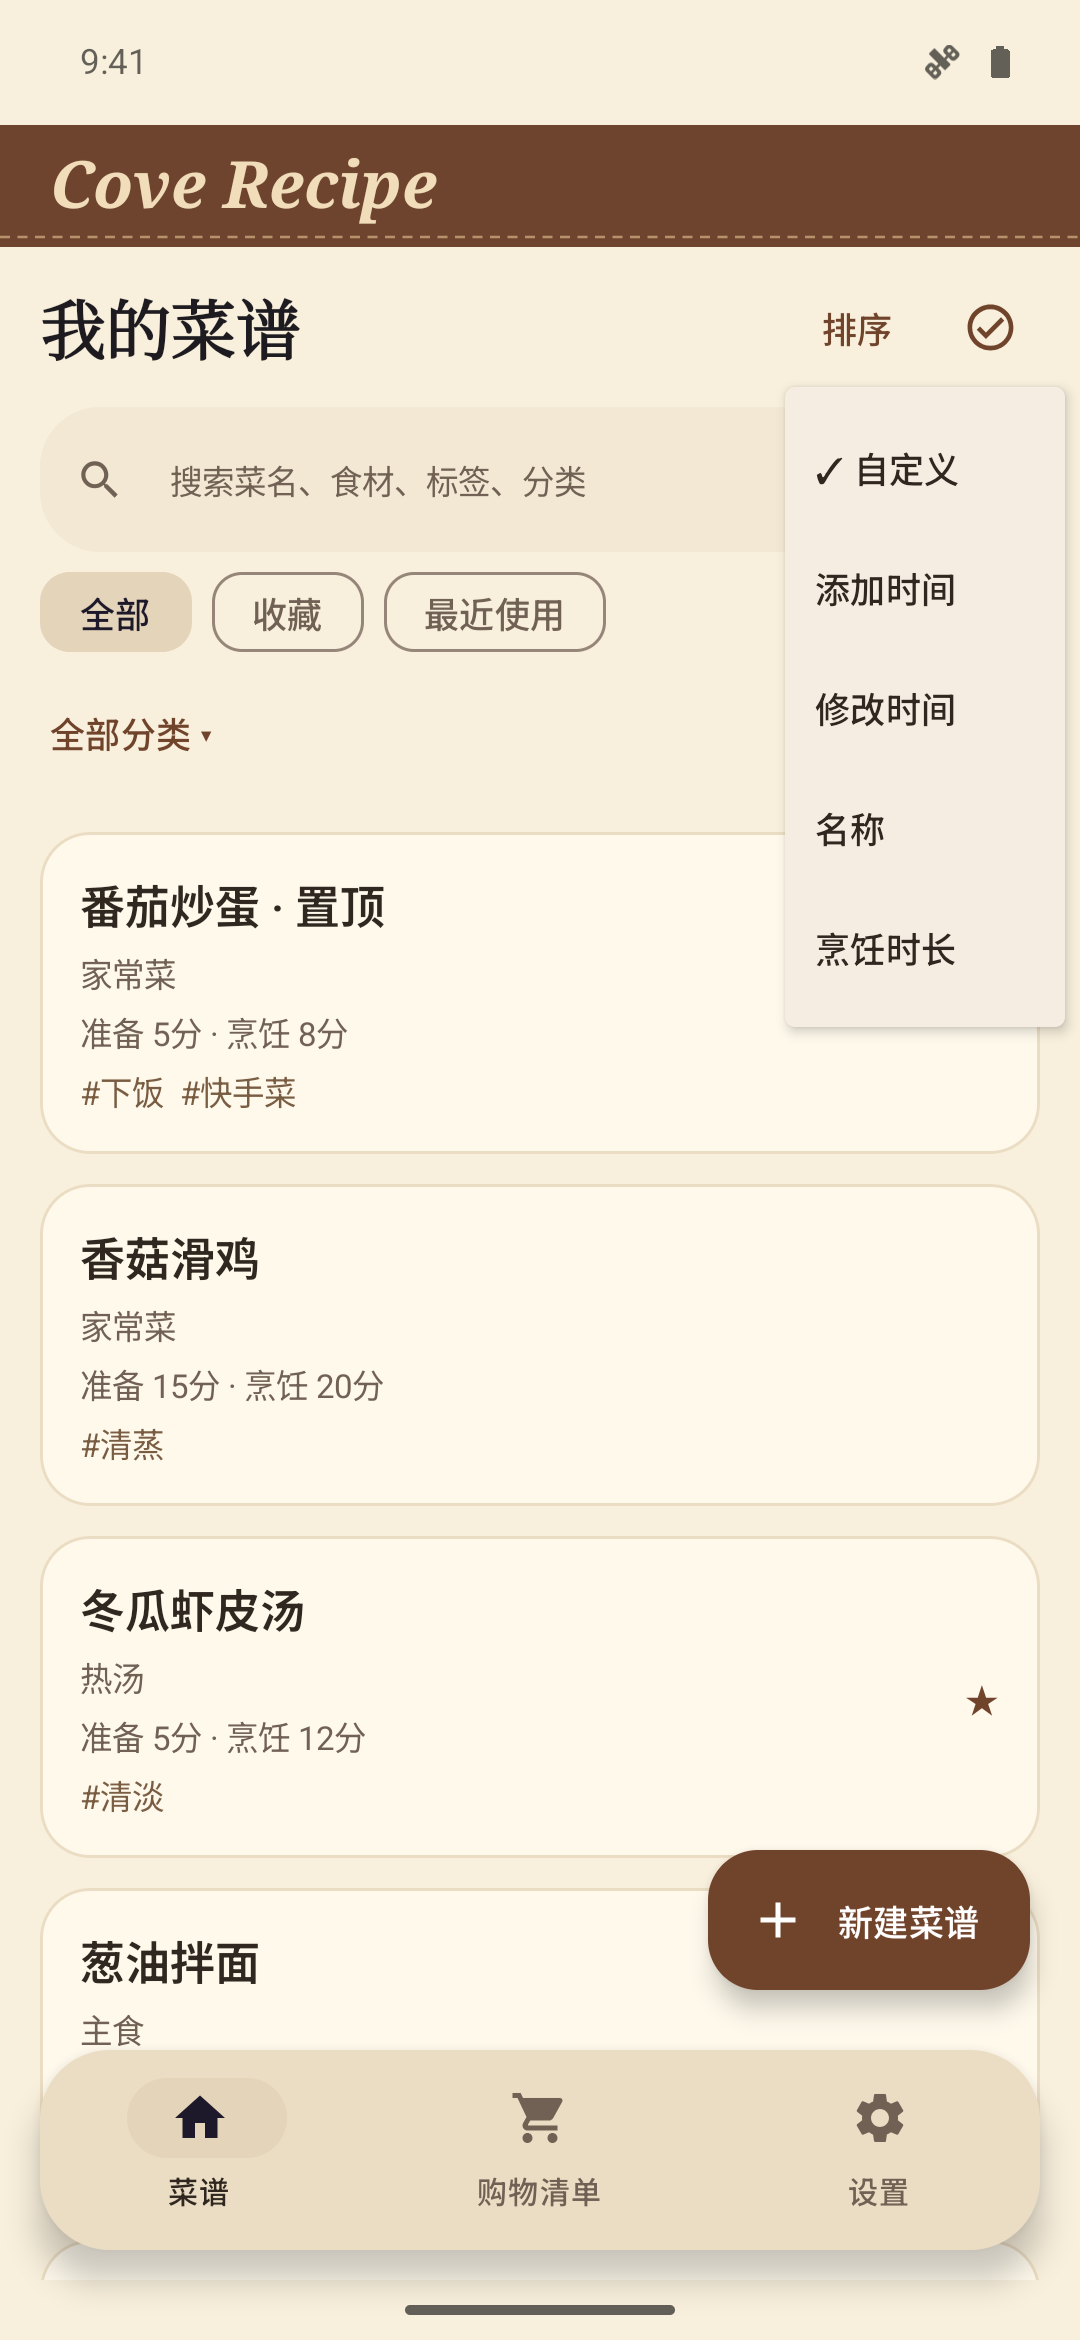 9:41
Cove Recipe
我的菜谱
排序
✓ 自定义
添加时间
修改时间
名称
烹饪时长
搜索菜名、食材、标签、分类
全部
收藏
最近使用
全部分类 ▾
番茄炒蛋 · 置顶
家常菜
准备 5分 · 烹饪 8分
#下饭 #快手菜
香菇滑鸡
家常菜
准备 15分 · 烹饪 20分
#清蒸
冬瓜虾皮汤
热汤
准备 5分 · 烹饪 12分
#清淡
★
葱油拌面
主食
新建菜谱
菜谱
购物清单
设置